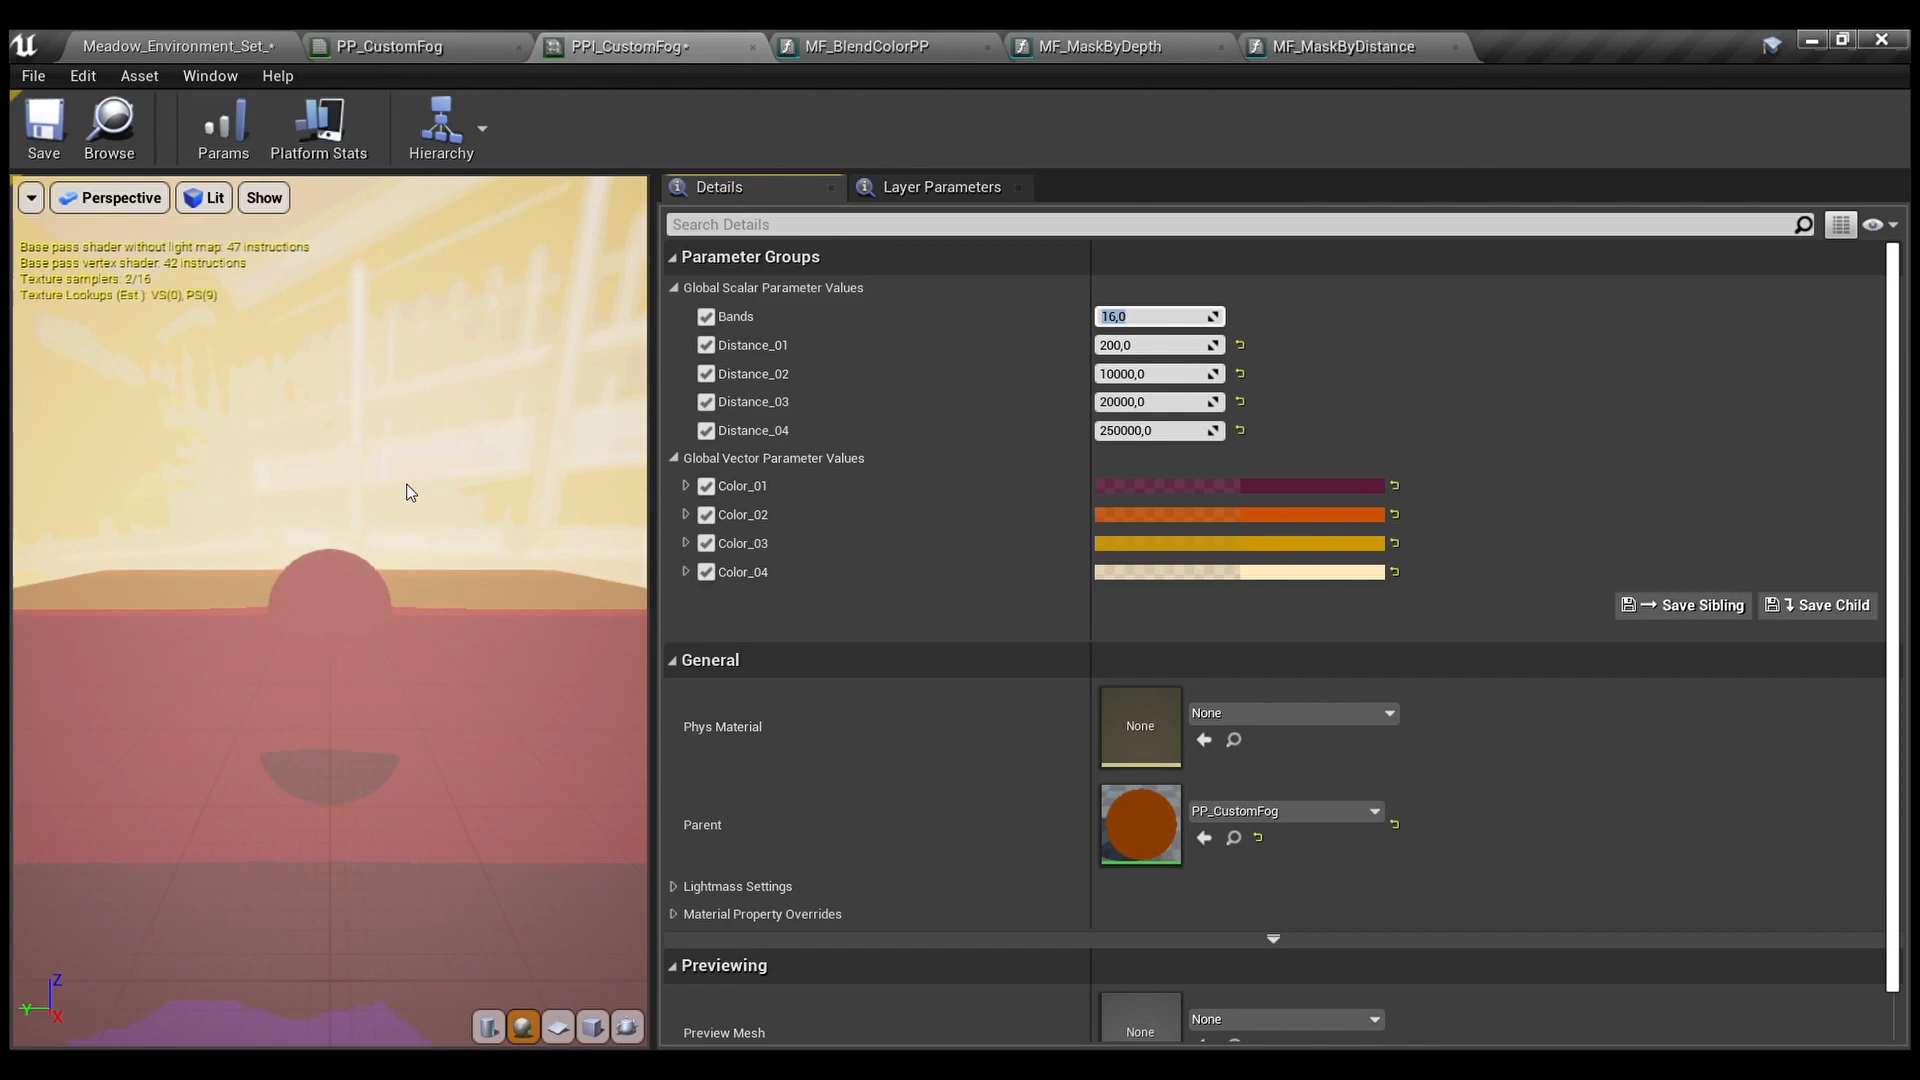 Meadow_Environment_Set_*
PP_CustomFog
PPI_CustomFog*
MF_BlendColorPP
MF_MaskByDepth
MF_MaskByDistance
File Edit Asset Window Help
Save Browse Params Platform Stats Hierarchy
Perspective Lit Show
Base pass shader without light map: 47 instructions
Base pass vertex shader: 42 instructions
Texture samplers: 2/16
Texture Lookups (Est.): VS(0), PS(9)
Z
Y
X
Details Layer Parameters
Search Details
Parameter Groups
Global Scalar Parameter Values
Bands 16,0
Distance_01 200,0
Distance_02 10000,0
Distance_03 20000,0
Distance_04 250000,0
Global Vector Parameter Values
Color_01
Color_02
Color_03
Color_04
Save Sibling Save Child
General
Phys Material None None
Parent PP_CustomFog
Lightmass Settings
Material Property Overrides
Previewing
Preview Mesh None None